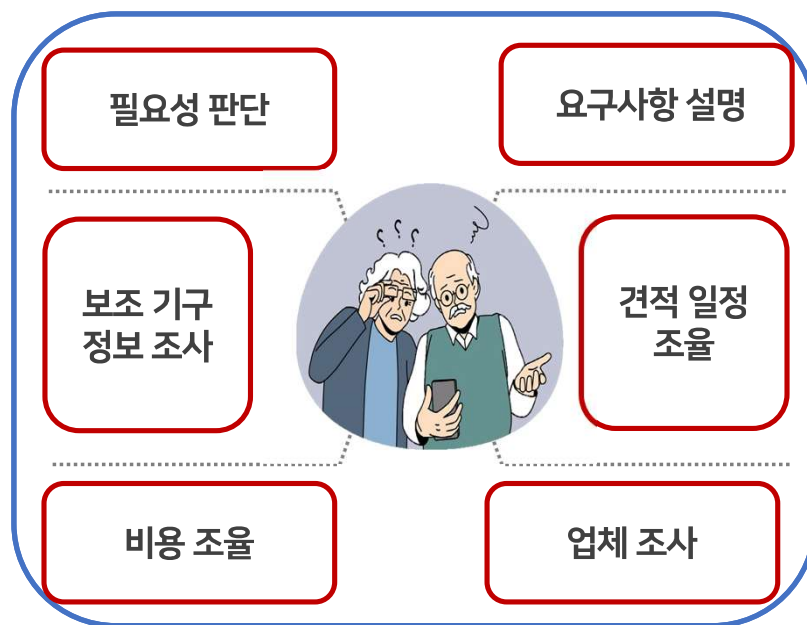 필요성 판단
요구사항 설명
보조 기구
정보 조사
견적 일정
조율
비용 조율
업체 조사